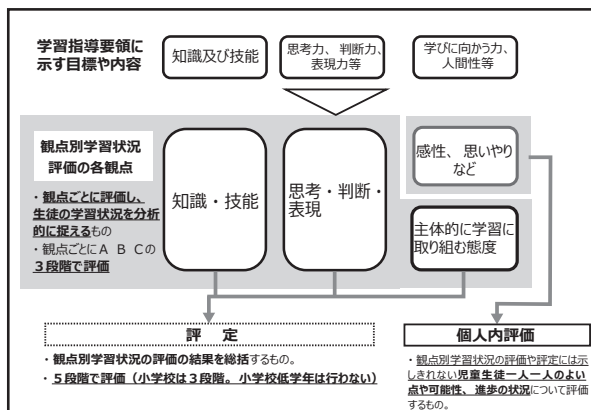 学習指導要領に
示す目標や内容
知識及び技能
思考力、判断力、
表現力等
学びに向かう力、
人間性等
観点別学習状況
評価の各観点
・観点ごとに評価し、
生徒の学習状況を分析
的に捉えるもの
・観点ごとにA B Cの
3段階で評価
知識・技能
思考・判断・
表現
感性、思いやり
など
主体的に学習に
取り組む態度
評 定
・観点別学習状況の評価の結果を総括するもの。
・5段階で評価（小学校は3段階。小学校低学年は行わない）
個人内評価
・観点別学習状況の評価や評定には示
しきれない児童生徒一人一人のよい
点や可能性、進歩の状況について評価
するもの。